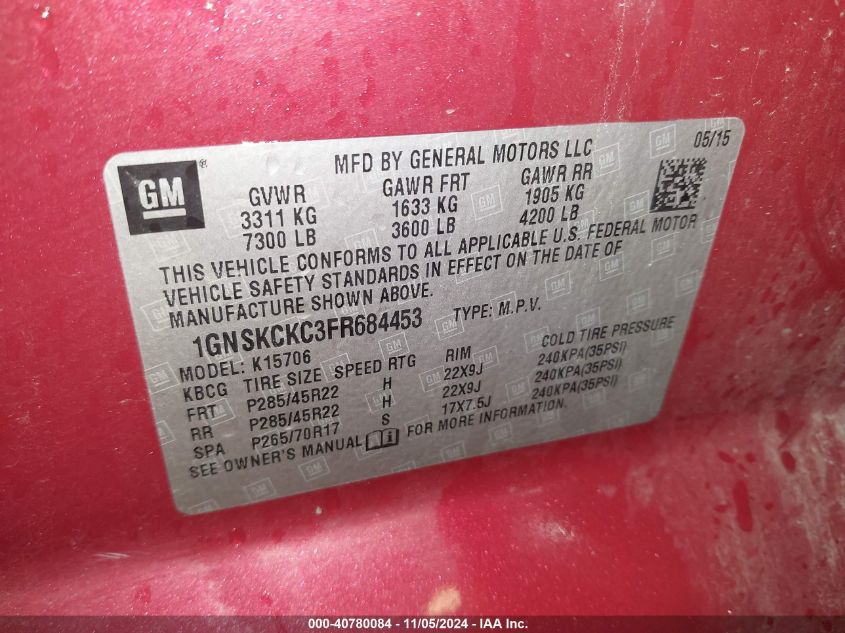 GM ®
MFD BY GENERAL MOTORS LLC 05/15
GVWR GAWR FRT GAWR RR
3311 KG 1633 KG 1905 KG
7300 LB 3600 LB 4200 LB
THIS VEHICLE CONFORMS TO ALL APPLICABLE U.S. FEDERAL MOTOR
VEHICLE SAFETY STANDARDS IN EFFECT ON THE DATE OF
MANUFACTURE SHOWN ABOVE.
1GNSKCKC3FR684453 TYPE: M.P.V.
MODEL: K15706
KBCG TIRE SIZE SPEED RTG RIM COLD TIRE PRESSURE
FRT P285/45R22 H 22X9J 240KPA(35PSI)
RR P285/45R22 H 22X9J 240KPA(35PSI)
SPA P265/70R17 S 17X7.5J 240KPA(35PSI)
SEE OWNER'S MANUAL FOR MORE INFORMATION.
000-40780084 - 11/05/2024 - IAA Inc.